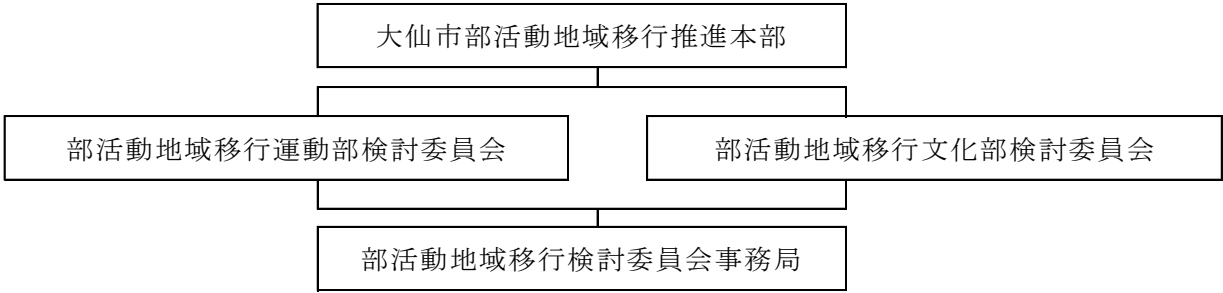 大仙市部活動地域移行推進本部
部活動地域移行運動部検討委員会
部活動地域移行文化部検討委員会
部活動地域移行検討委員会事務局